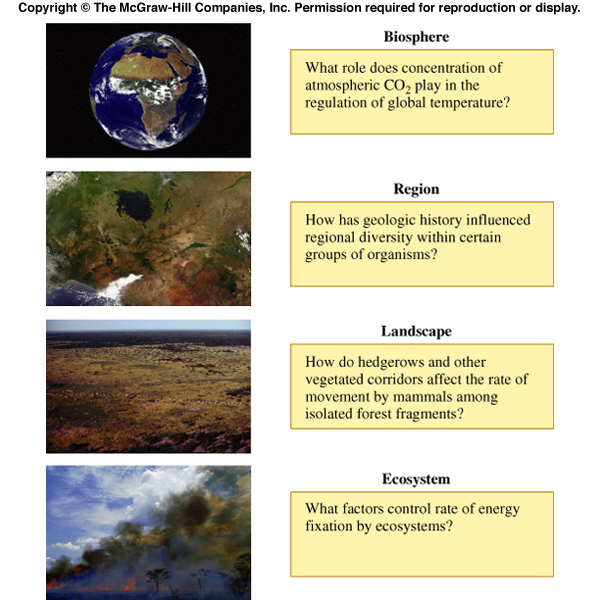 Copyright © The McGraw-Hill Companies, Inc. Permission required for reproduction or display.
Biosphere
What role does concentration of
atmospheric CO₂ play in the
regulation of global temperature?
Region
How has geologic history influenced
regional diversity within certain
groups of organisms?
Landscape
How do hedgerows and other
vegetated corridors affect the rate of
movement by mammals among
isolated forest fragments?
Ecosystem
What factors control rate of energy
fixation by ecosystems?